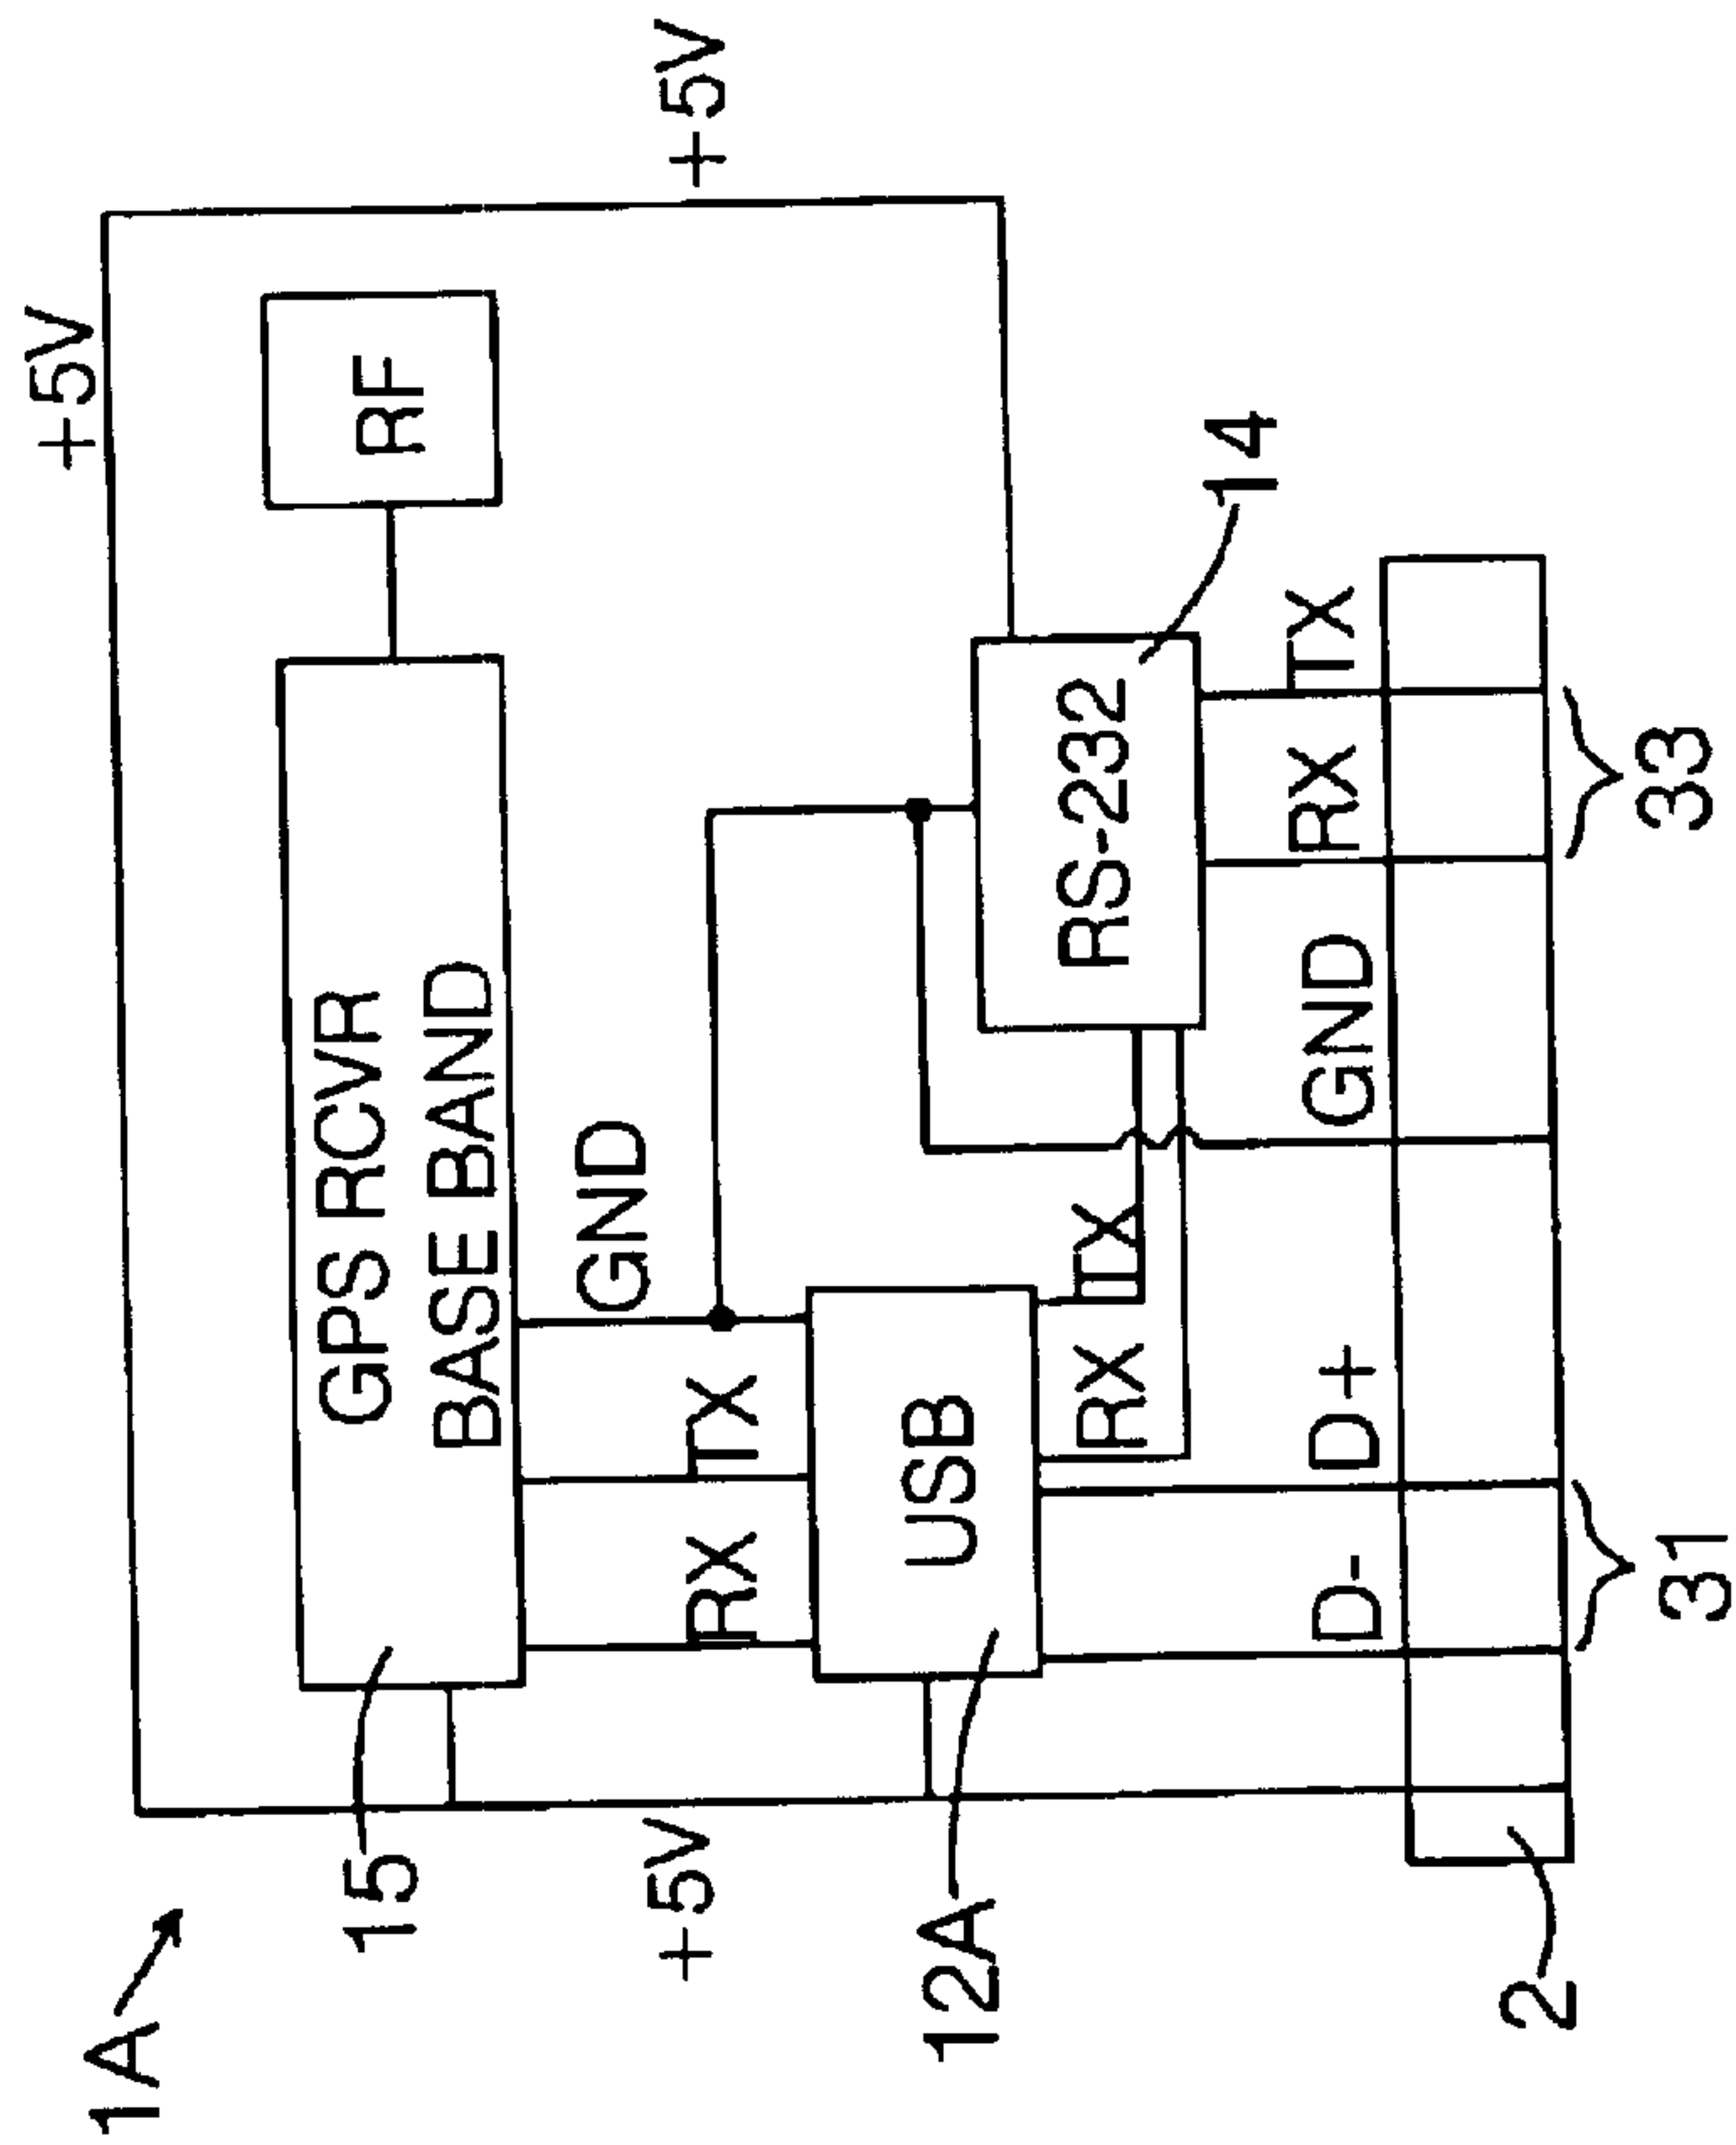 1A
+5V
+5V
15
GPS RCVR
BASE BAND
RF
+5V
GND
RX
TX
12A
USB
RS-232
14
RX
TX
D-
D+
GND
RX
TX
2
31
33